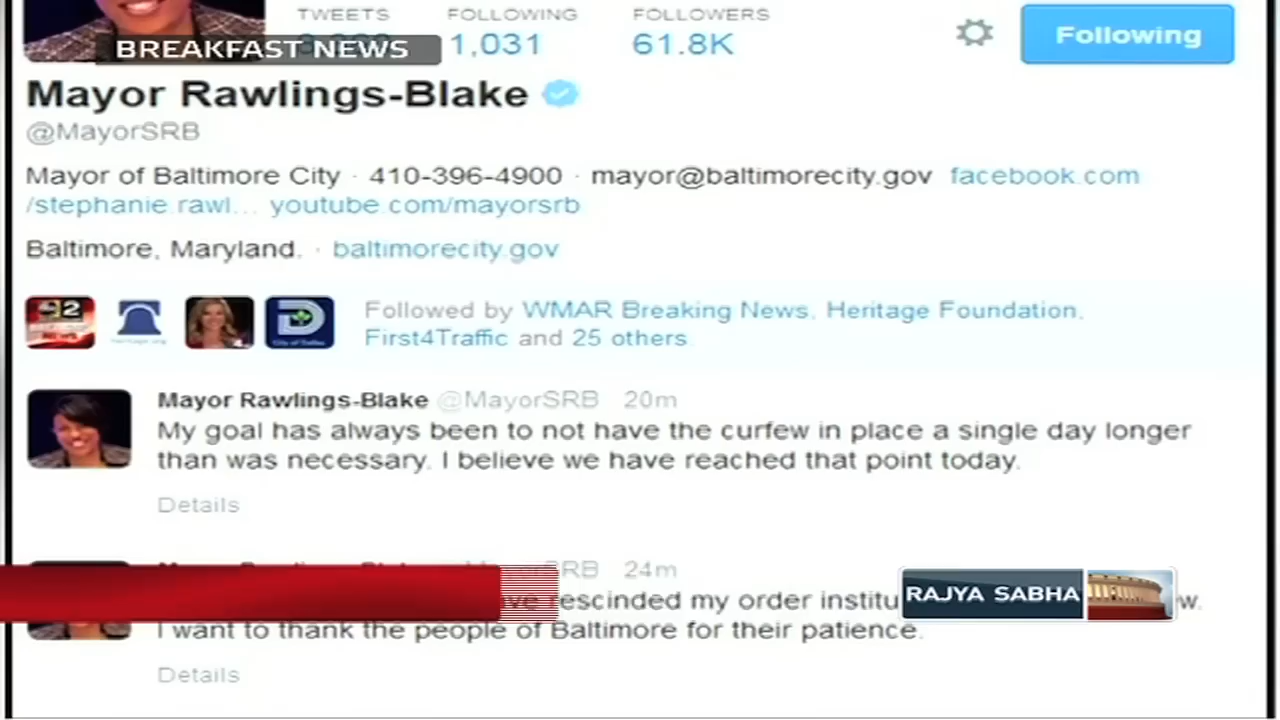 TWEETS FOLLOWING FOLLOWERS
BREAKFAST NEWS 1,031 61.8K Following
Mayor Rawlings-Blake
@MayorSRB
Mayor of Baltimore City · 410-396-4900 · mayor@baltimorecity.gov facebook.com
/stephanie.rawl... youtube.com/mayorsrb
Baltimore, Maryland. · baltimorecity.gov
2
Followed by WMAR Breaking News, Heritage Foundation,
First4Traffic and 25 others
Mayor Rawlings-Blake @MayorSRB 20m
My goal has always been to not have the curfew in place a single day longer
than was necessary. I believe we have reached that point today.
Details
24m
rescinded my order
RAJYA SABHA
I want to thank the people of Baltimore for their patience.
Details